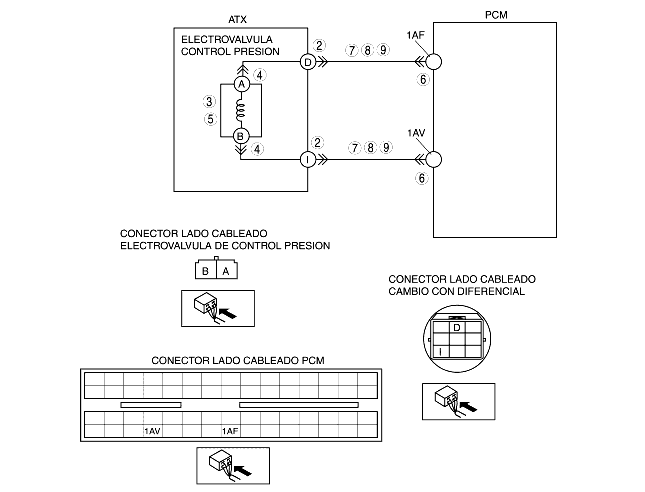 ATX
PCM
ELECTROVALVULA
CONTROL PRESION
2
7 8 9
1AF
D
4
6
A
3
5
B
4
2
7 8 9
1AV
I
6
CONECTOR LADO CABLEADO
ELECTROVALVULA DE CONTROL PRESION
B A
CONECTOR LADO CABLEADO
CAMBIO CON DIFERENCIAL
D
I
CONECTOR LADO CABLEADO PCM
1AV 1AF